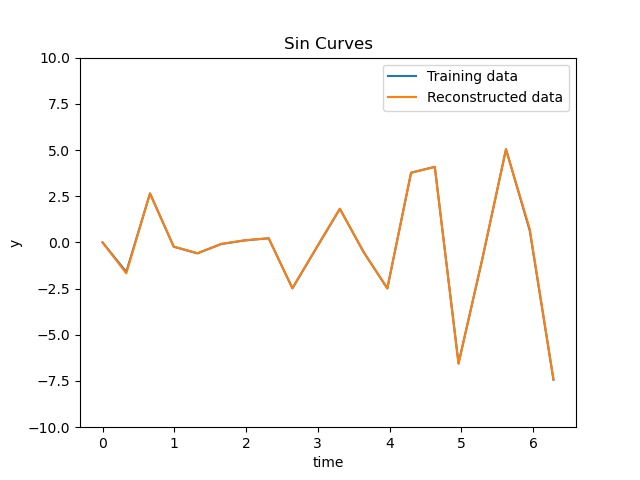 Sin Curves
Training data
Reconstructed data
10.0
7.5
5.0
2.5
0.0
−2.5
−5.0
−7.5
−10.0
y
0 1 2 3 4 5 6
time